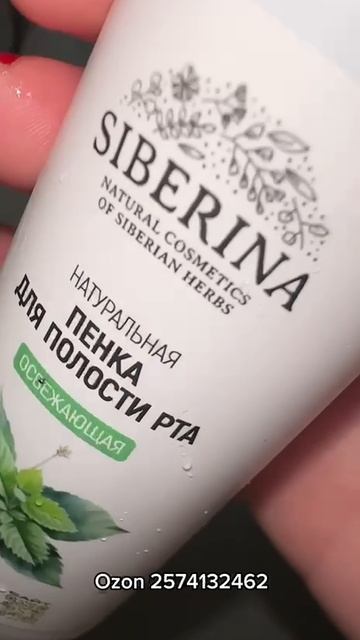 SIBERINA
NATURAL COSMETICS
OF SIBERIAN HERBS
НАТУРАЛЬНАЯ
ПЕНКА
ДЛЯ ПОЛОСТИ РТА
ОСВЕЖАЮЩАЯ
Ozon 2574132462